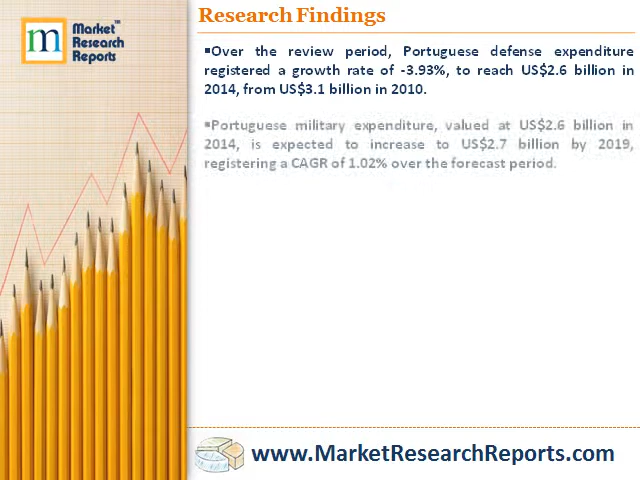 m
Market™
Research
Reports
Research Findings
▪Over the review period, Portuguese defense expenditure
registered a growth rate of -3.93%, to reach US$2.6 billion in
2014, from US$3.1 billion in 2010.
▪Portuguese military expenditure, valued at US$2.6 billion in
2014, is expected to increase to US$2.7 billion by 2019,
registering a CAGR of 1.02% over the forecast period.
www.MarketResearchReports.com